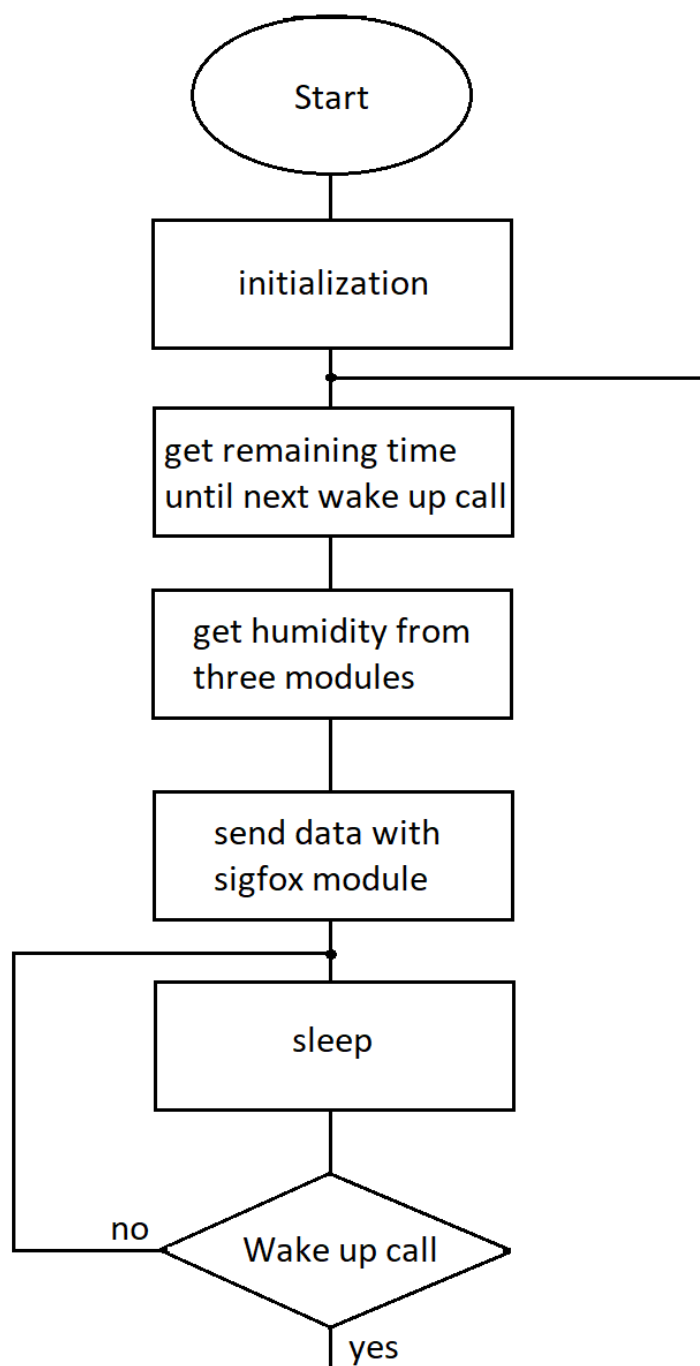 Start
initialization
get remaining time
until next wake up call
get humidity from
three modules
send data with
sigfox module
sleep
no
Wake up call
yes